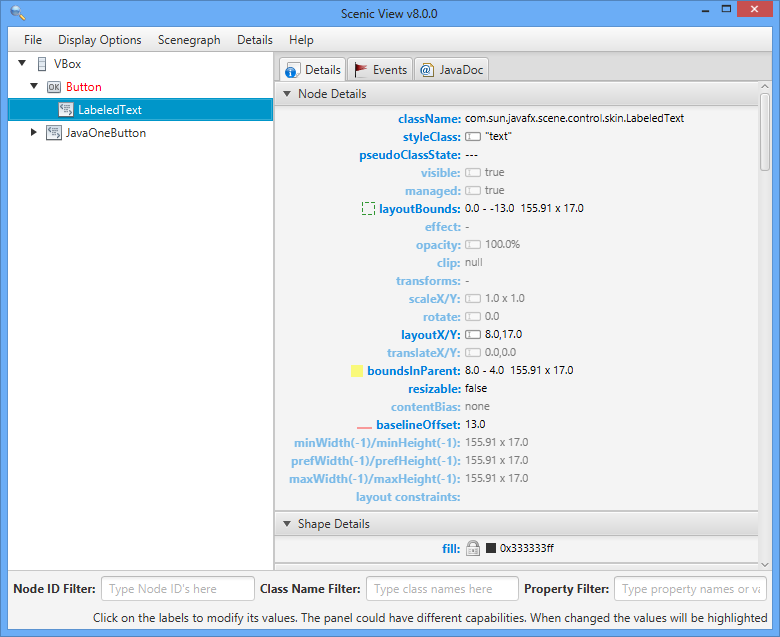 Scenic View v8.0.0
File Display Options Scenegraph Details Help
VBox
OK Button
LabeledText
JavaOneButton
Details Events JavaDoc
Node Details
className: com.sun.javafx.scene.control.skin.LabeledText
styleClass: "text"
pseudoClassState: ---
visible: true
managed: true
layoutBounds: 0.0 - -13.0 155.91 x 17.0
effect: -
opacity: 100.0%
clip: null
transforms: -
scaleX/Y: 1.0 x 1.0
rotate: 0.0
layoutX/Y: 8.0,17.0
translateX/Y: 0.0,0.0
boundsInParent: 8.0 - 4.0 155.91 x 17.0
resizable: false
contentBias: none
baselineOffset: 13.0
minWidth(-1)/minHeight(-1): 155.91 x 17.0
prefWidth(-1)/prefHeight(-1): 155.91 x 17.0
maxWidth(-1)/maxHeight(-1): 155.91 x 17.0
layout constraints:
Shape Details
fill: 0x333333ff
Node ID Filter: Type Node ID's here Class Name Filter: Type class names here Property Filter: Type property names or va
Click on the labels to modify its values. The panel could have different capabilities. When changed the values will be highlighted